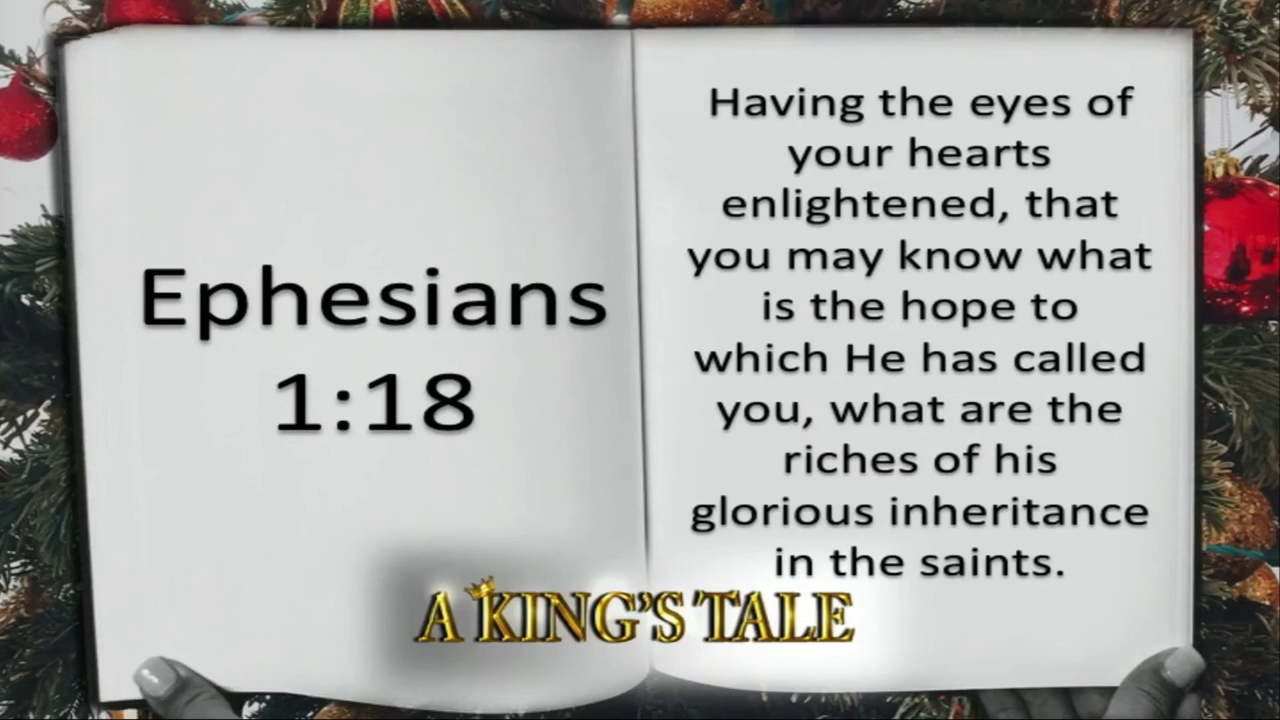 Ephesians
1:18
Having the eyes of
your hearts
enlightened, that
you may know what
is the hope to
which He has called
you, what are the
riches of his
glorious inheritance
in the saints.
A KING'S TALE